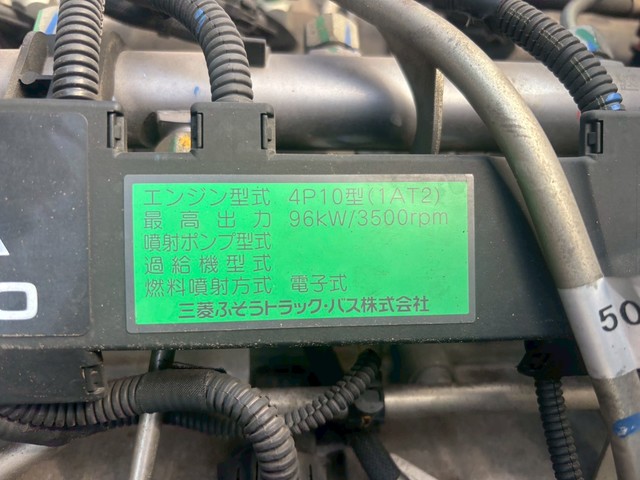 エンジン型式 4P10型(1AT2)
最高出力 96kW/3500rpm
噴射ポンプ型式
過給機型式
燃料噴射方式 電子式
三菱ふそうトラック・バス株式会社
50